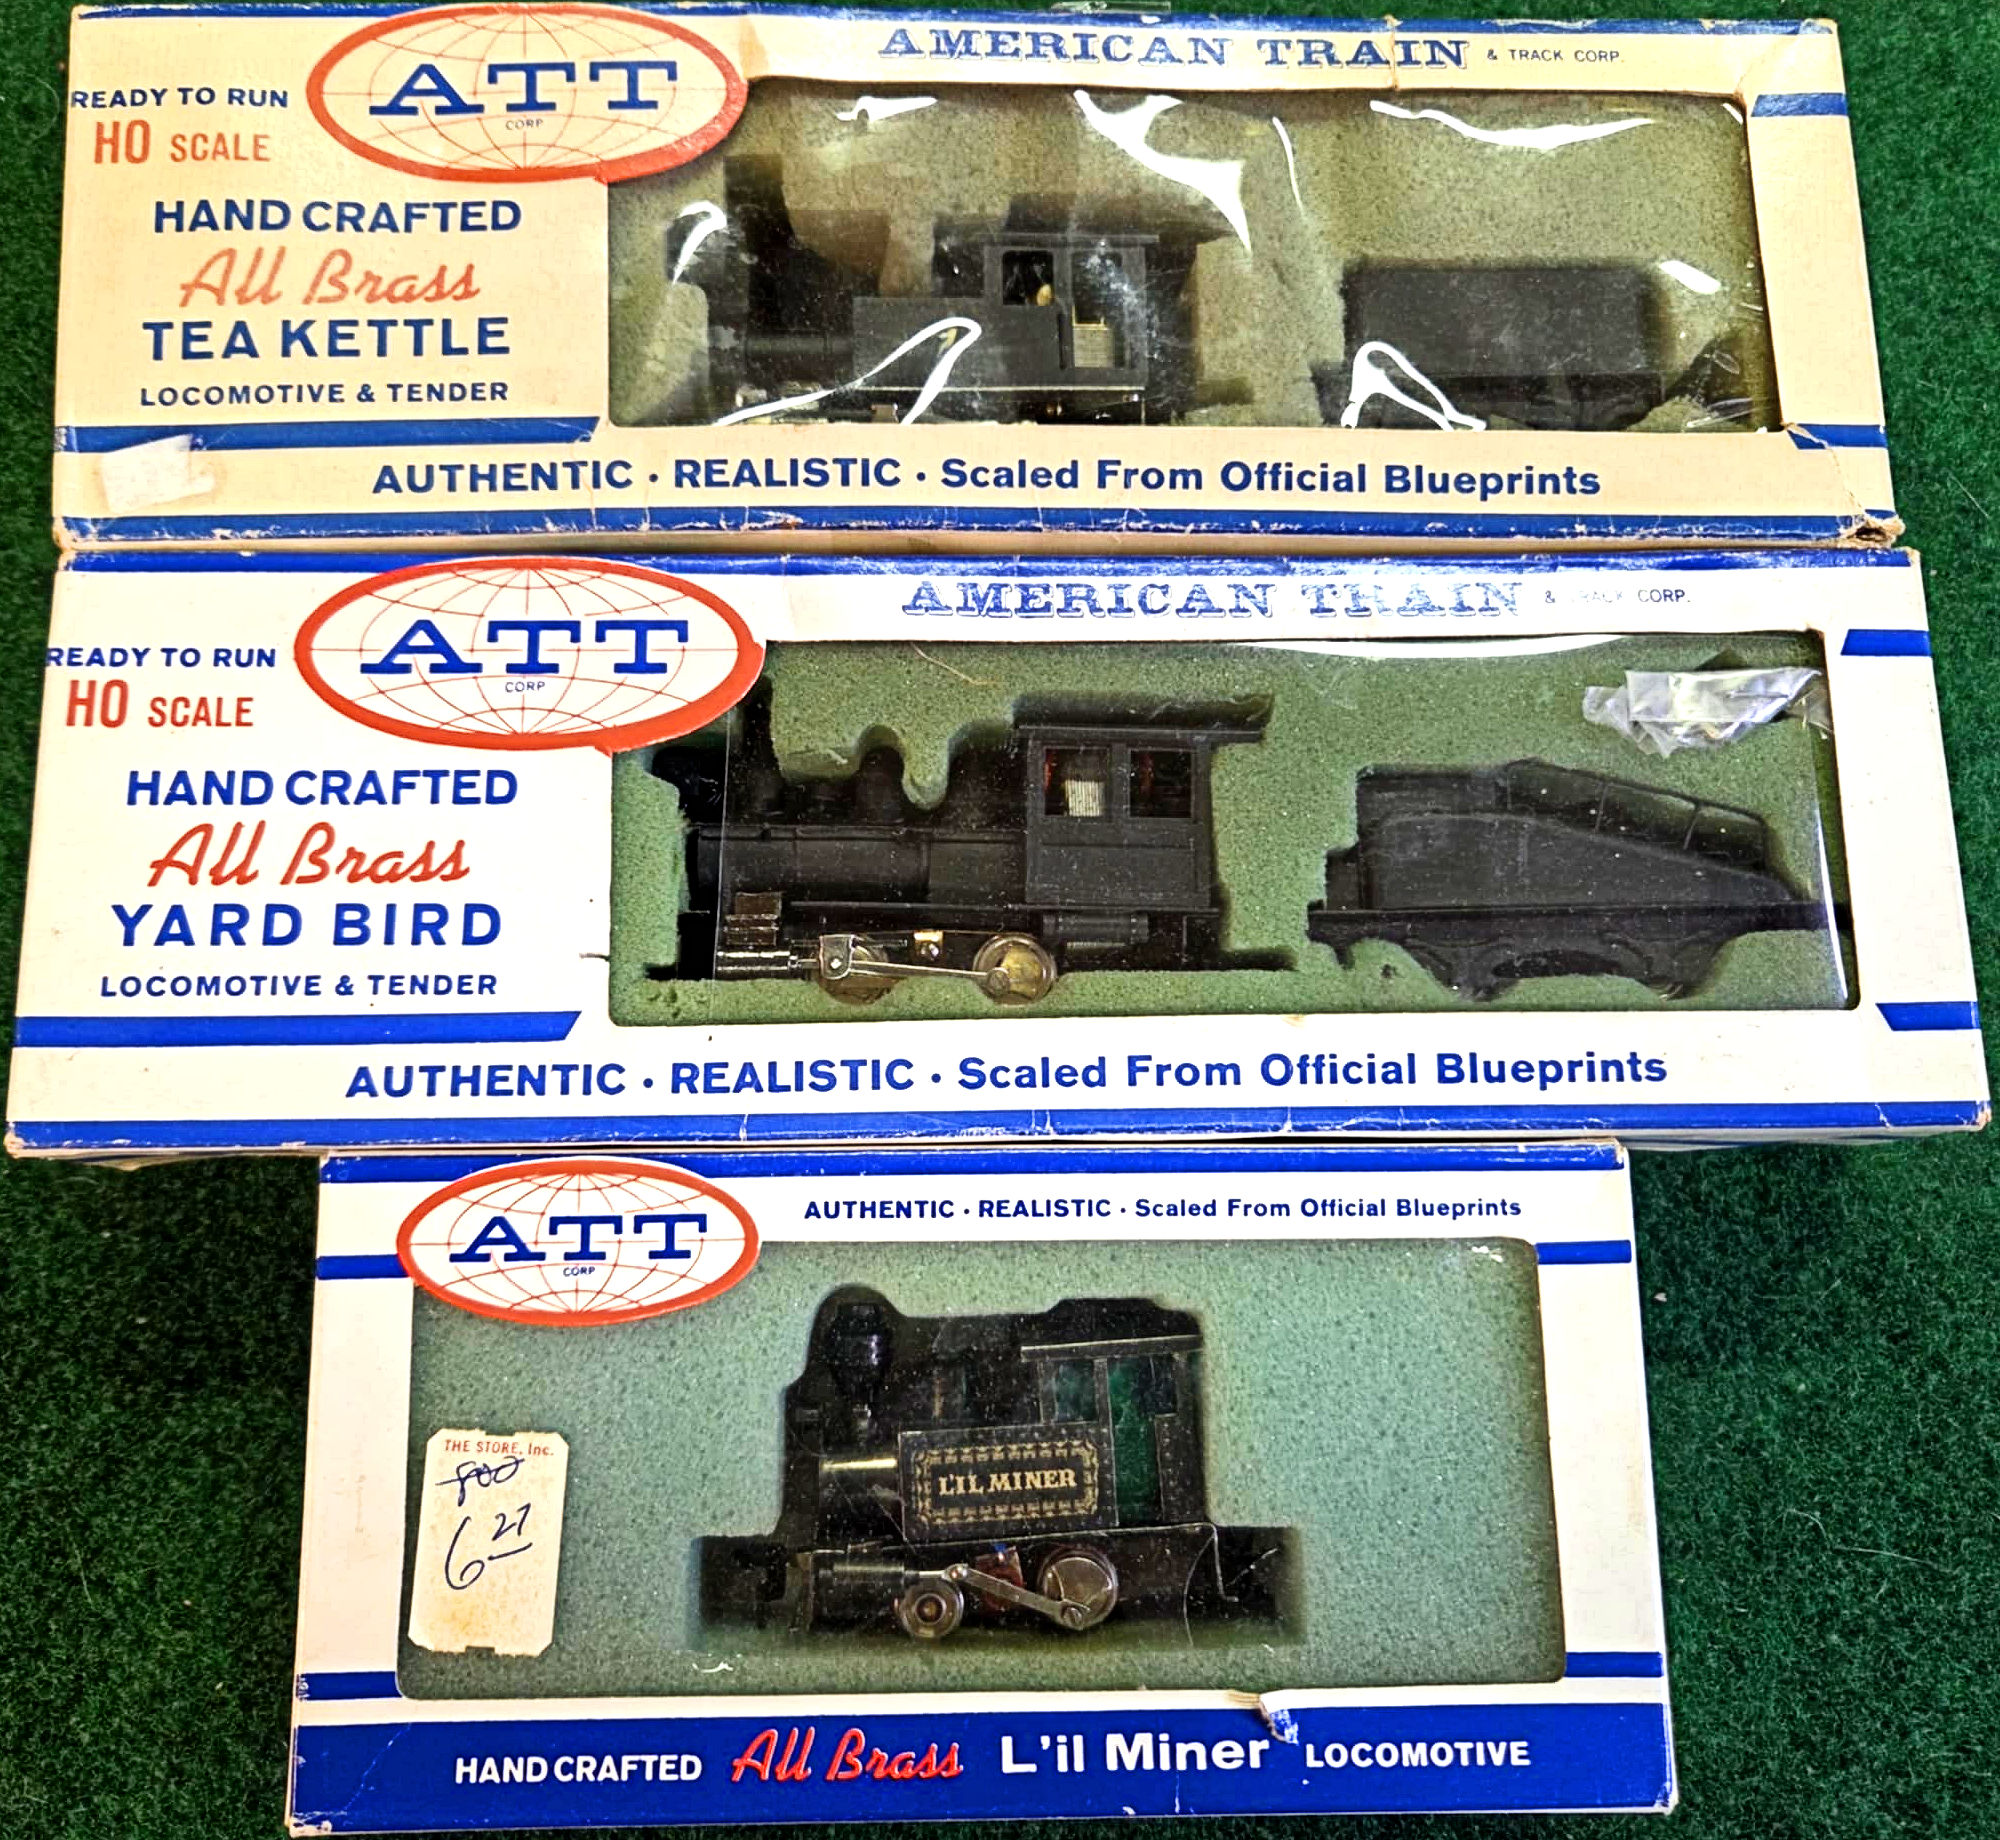 ATT
CORP
AMERICAN TRAIN & TRACK CORP.
READY TO RUN
HO SCALE
HAND CRAFTED
All Brass
TEA KETTLE
LOCOMOTIVE & TENDER
AUTHENTIC · REALISTIC · Scaled From Official Blueprints
ATT
CORP
AMERICAN TRAIN & TRACK CORP.
READY TO RUN
HO SCALE
HAND CRAFTED
All Brass
YARD BIRD
LOCOMOTIVE & TENDER
AUTHENTIC · REALISTIC · Scaled From Official Blueprints
ATT
CORP
AUTHENTIC · REALISTIC · Scaled From Official Blueprints
THE STORE, Inc.
800
6 27
L'IL MINER
HAND CRAFTED All Brass L'il Miner LOCOMOTIVE